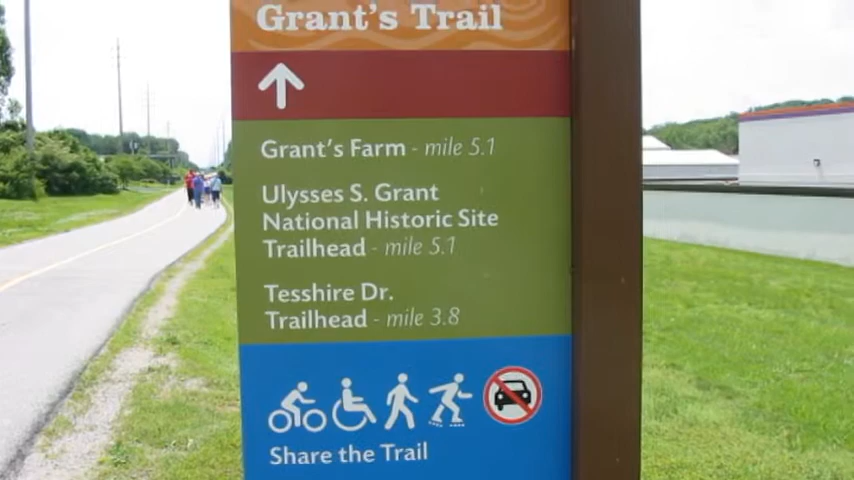 Grant's Trail
Grant's Farm - mile 5.1
Ulysses S. Grant
National Historic Site
Trailhead - mile 5.1
Tesshire Dr.
Trailhead - mile 3.8
Share the Trail